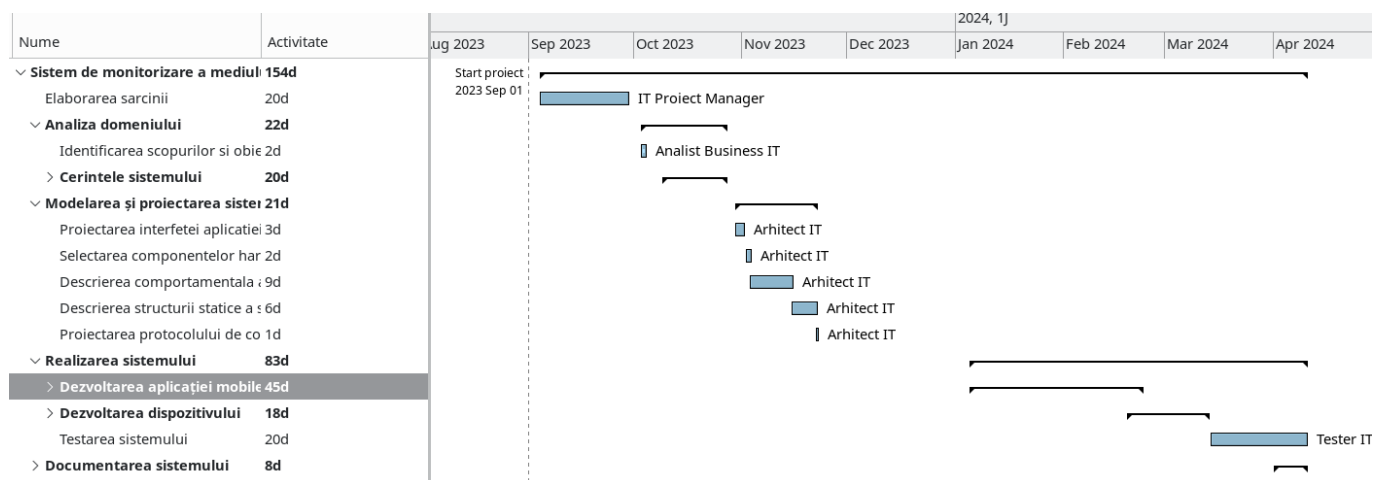 2024, 1J
Nume Activitate ug 2023 Sep 2023 Oct 2023 Nov 2023 Dec 2023 Jan 2024 Feb 2024 Mar 2024 Apr 2024
Sistem de monitorizare a mediul 154d Start proiect
2023 Sep 01
Elaborarea sarcinii 20d IT Proiect Manager
Analiza domeniului 22d
Identificarea scopurilor si obie 2d Analist Business IT
Cerintele sistemului 20d
Modelarea și proiectarea sister 21d
Proiectarea interfetei aplicatiei 3d Arhitect IT
Selectarea componentelor har 2d Arhitect IT
Descrierea comportamentala a 9d Arhitect IT
Descrierea structurii statice a s 6d Arhitect IT
Proiectarea protocolului de co 1d Arhitect IT
Realizarea sistemului 83d
Dezvoltarea aplicației mobile 45d
Dezvoltarea dispozitivului 18d
Testarea sistemului 20d Tester IT
Documentarea sistemului 8d